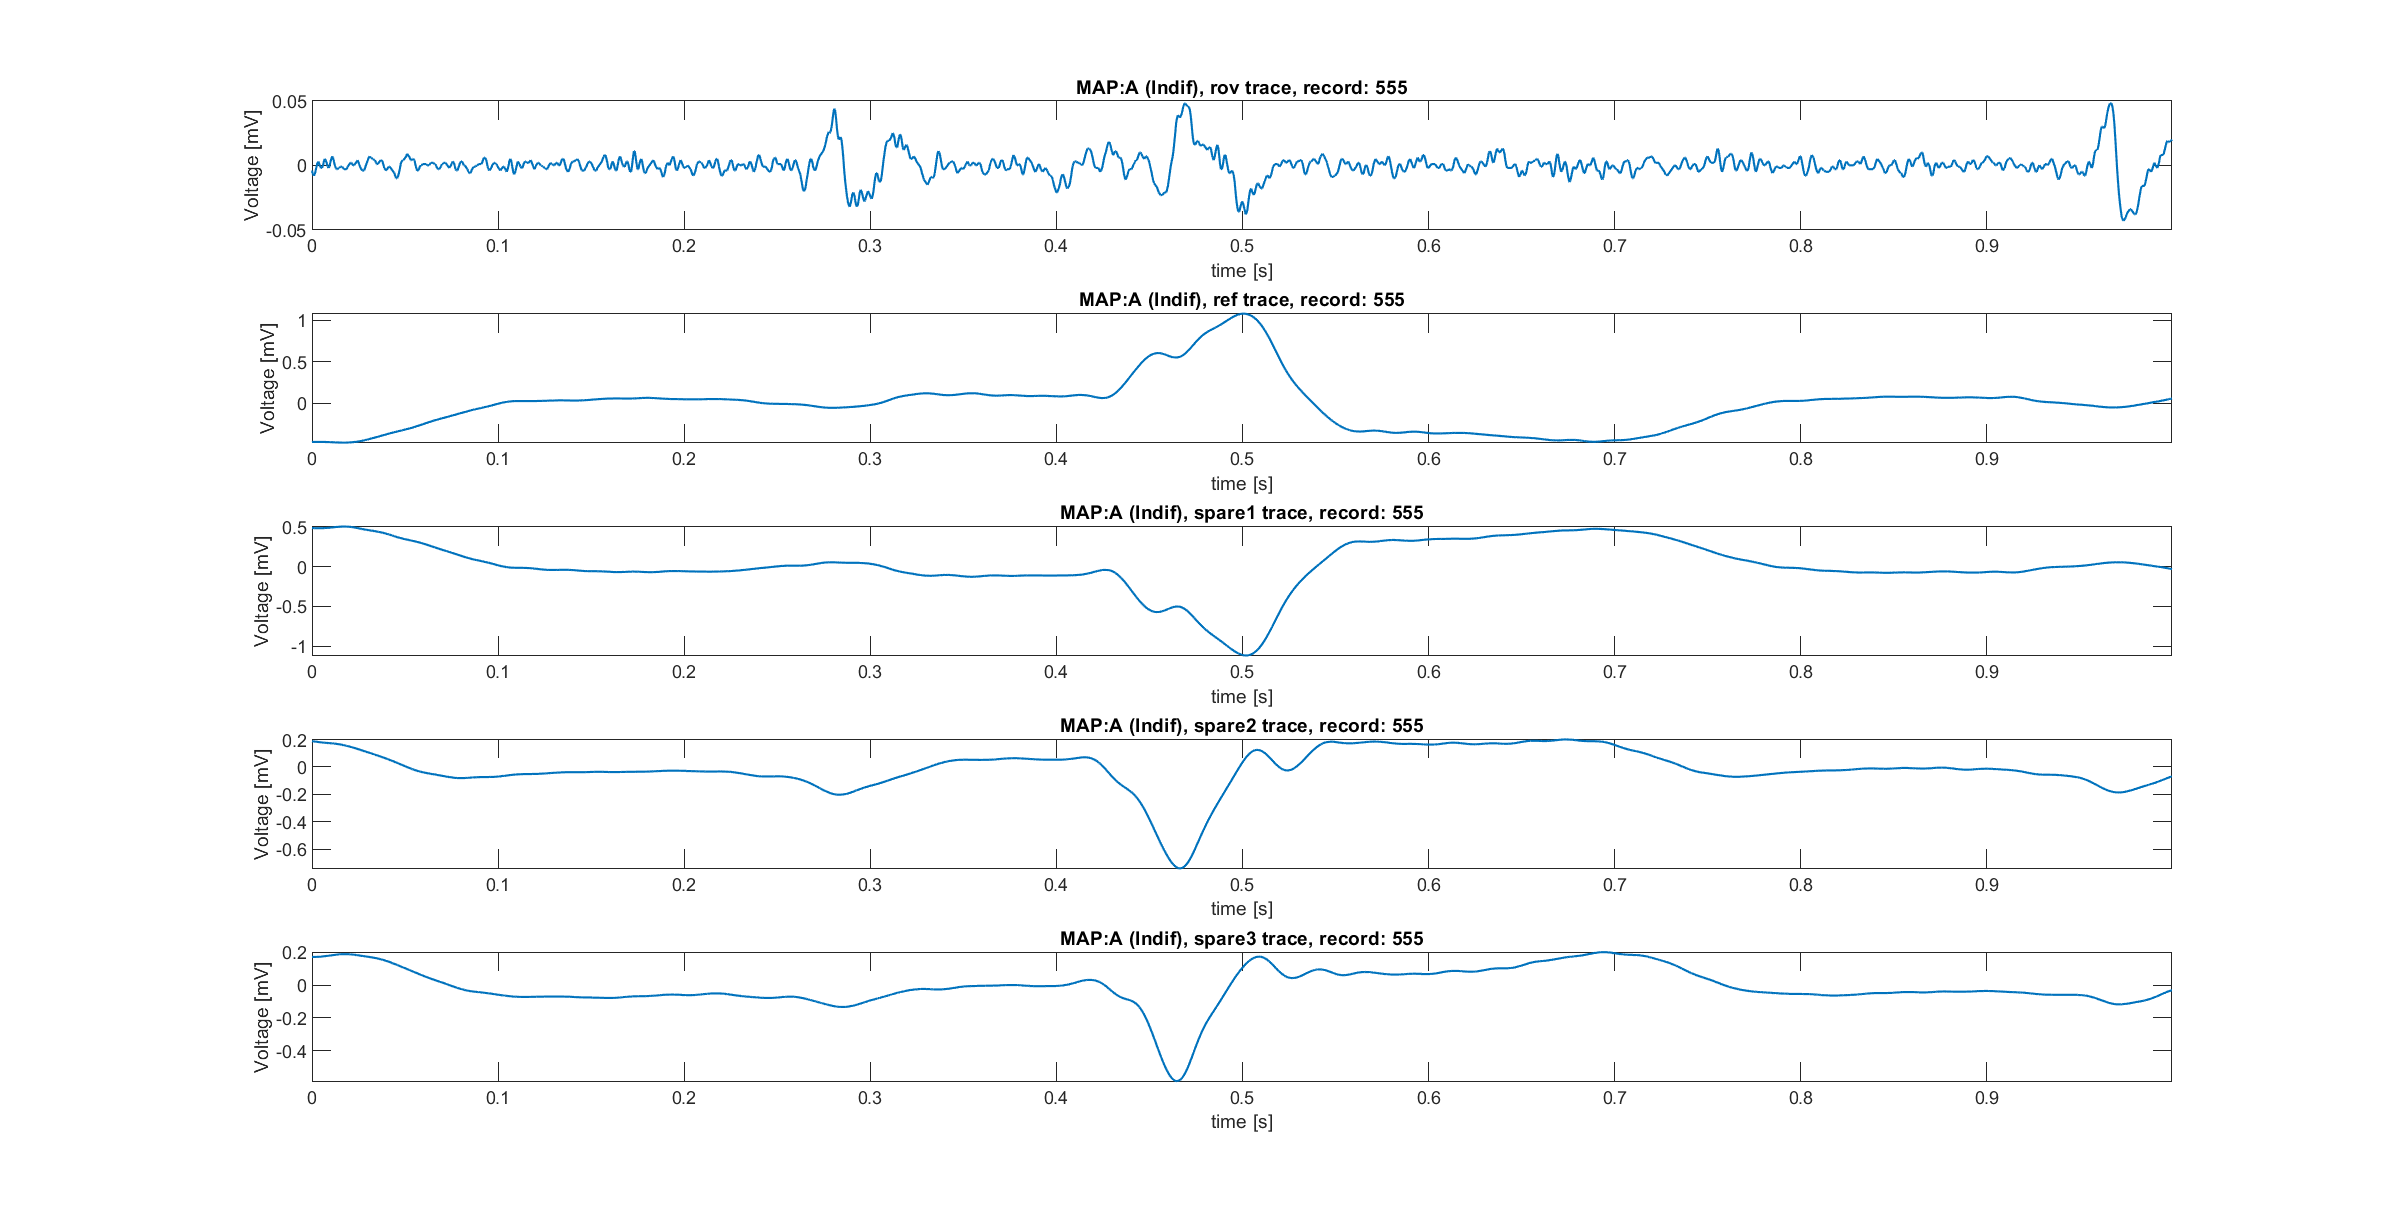 MAP:A (Indif), rov trace, record: 555
Voltage [mV]
0.05
0
-0.05
0 0.1 0.2 0.3 0.4 0.5 0.6 0.7 0.8 0.9
time [s]
MAP:A (Indif), ref trace, record: 555
Voltage [mV]
1
0.5
0
0 0.1 0.2 0.3 0.4 0.5 0.6 0.7 0.8 0.9
time [s]
MAP:A (Indif), spare1 trace, record: 555
Voltage [mV]
0.5
0
-0.5
-1
0 0.1 0.2 0.3 0.4 0.5 0.6 0.7 0.8 0.9
time [s]
MAP:A (Indif), spare2 trace, record: 555
Voltage [mV]
0.2
0
-0.2
-0.4
-0.6
0 0.1 0.2 0.3 0.4 0.5 0.6 0.7 0.8 0.9
time [s]
MAP:A (Indif), spare3 trace, record: 555
Voltage [mV]
0.2
0
-0.2
-0.4
0 0.1 0.2 0.3 0.4 0.5 0.6 0.7 0.8 0.9
time [s]